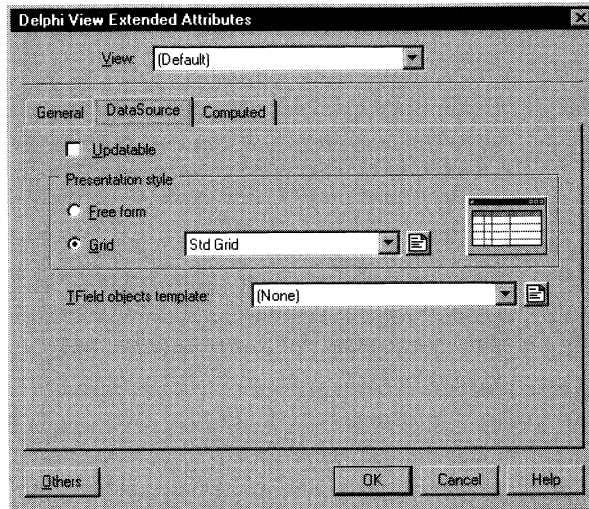 Delphi View Extended Attributes
View: (Default)
General DataSource Computed
Updatable
Presentation style
Free form
Grid Std Grid
TField objects template: (None)
Others OK Cancel Help